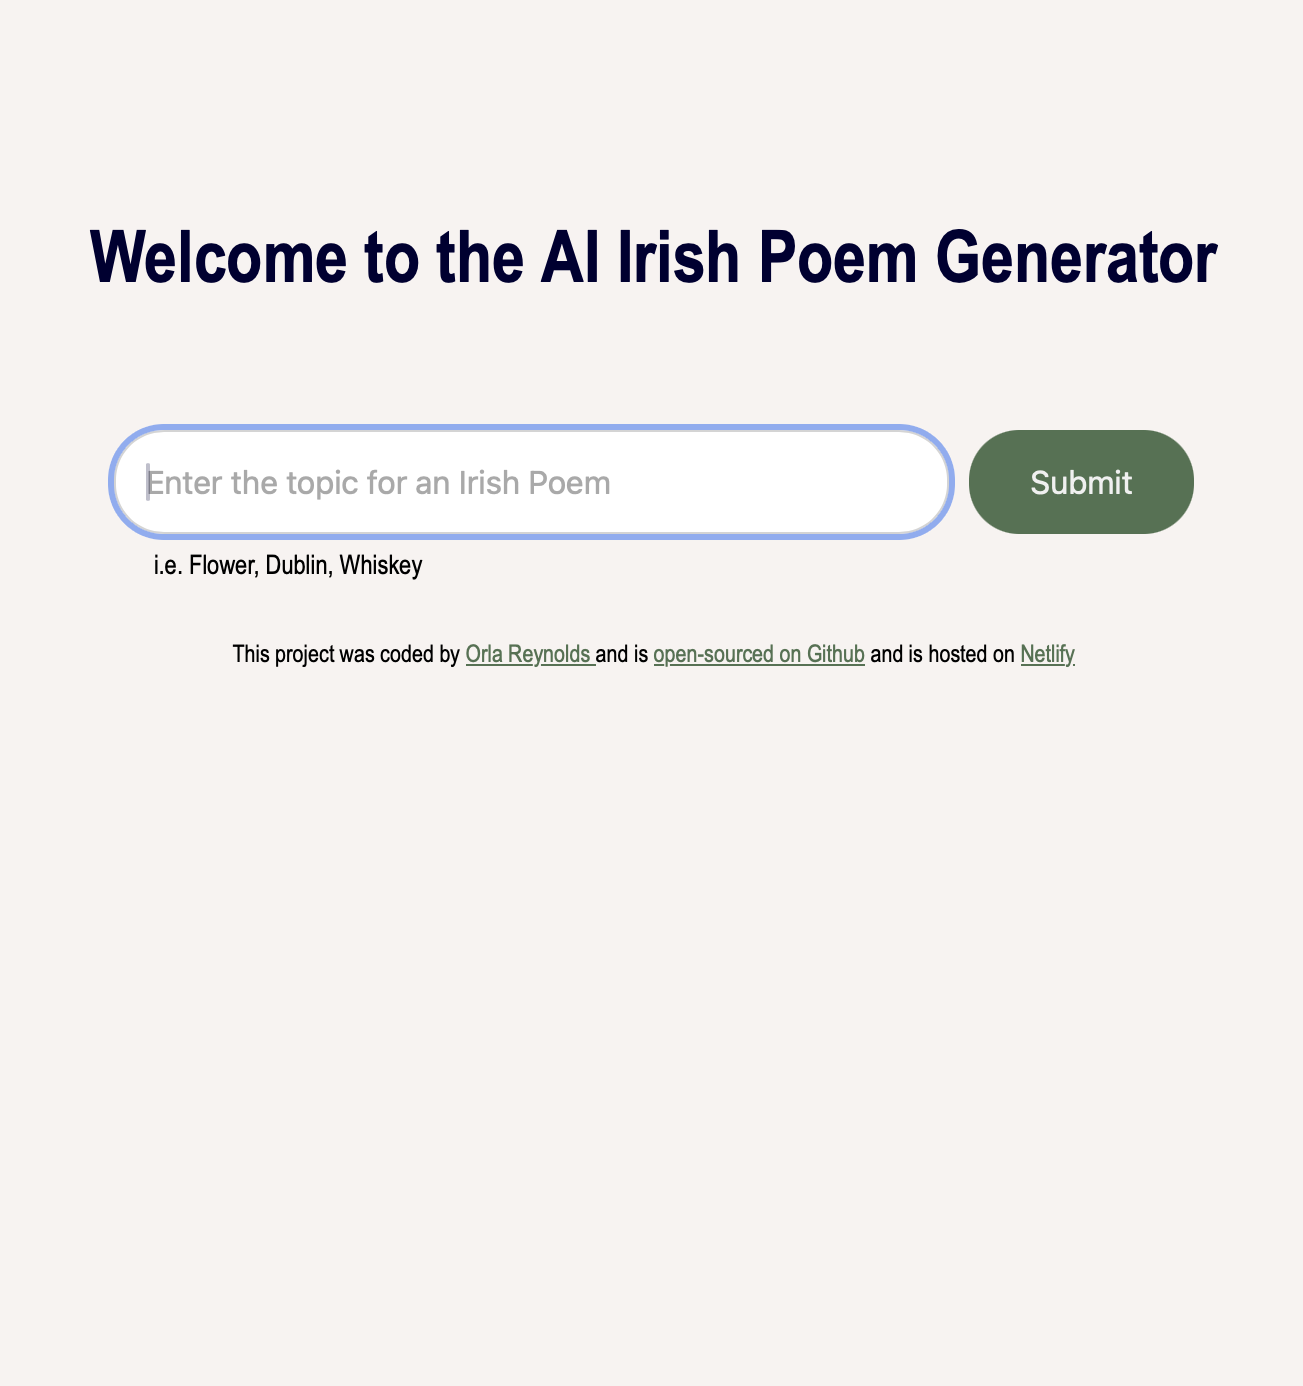 Welcome to the AI Irish Poem Generator
Enter the topic for an Irish Poem
Submit
i.e. Flower, Dublin, Whiskey
This project was coded by Orla Reynolds and is open-sourced on Github and is hosted on Netlify